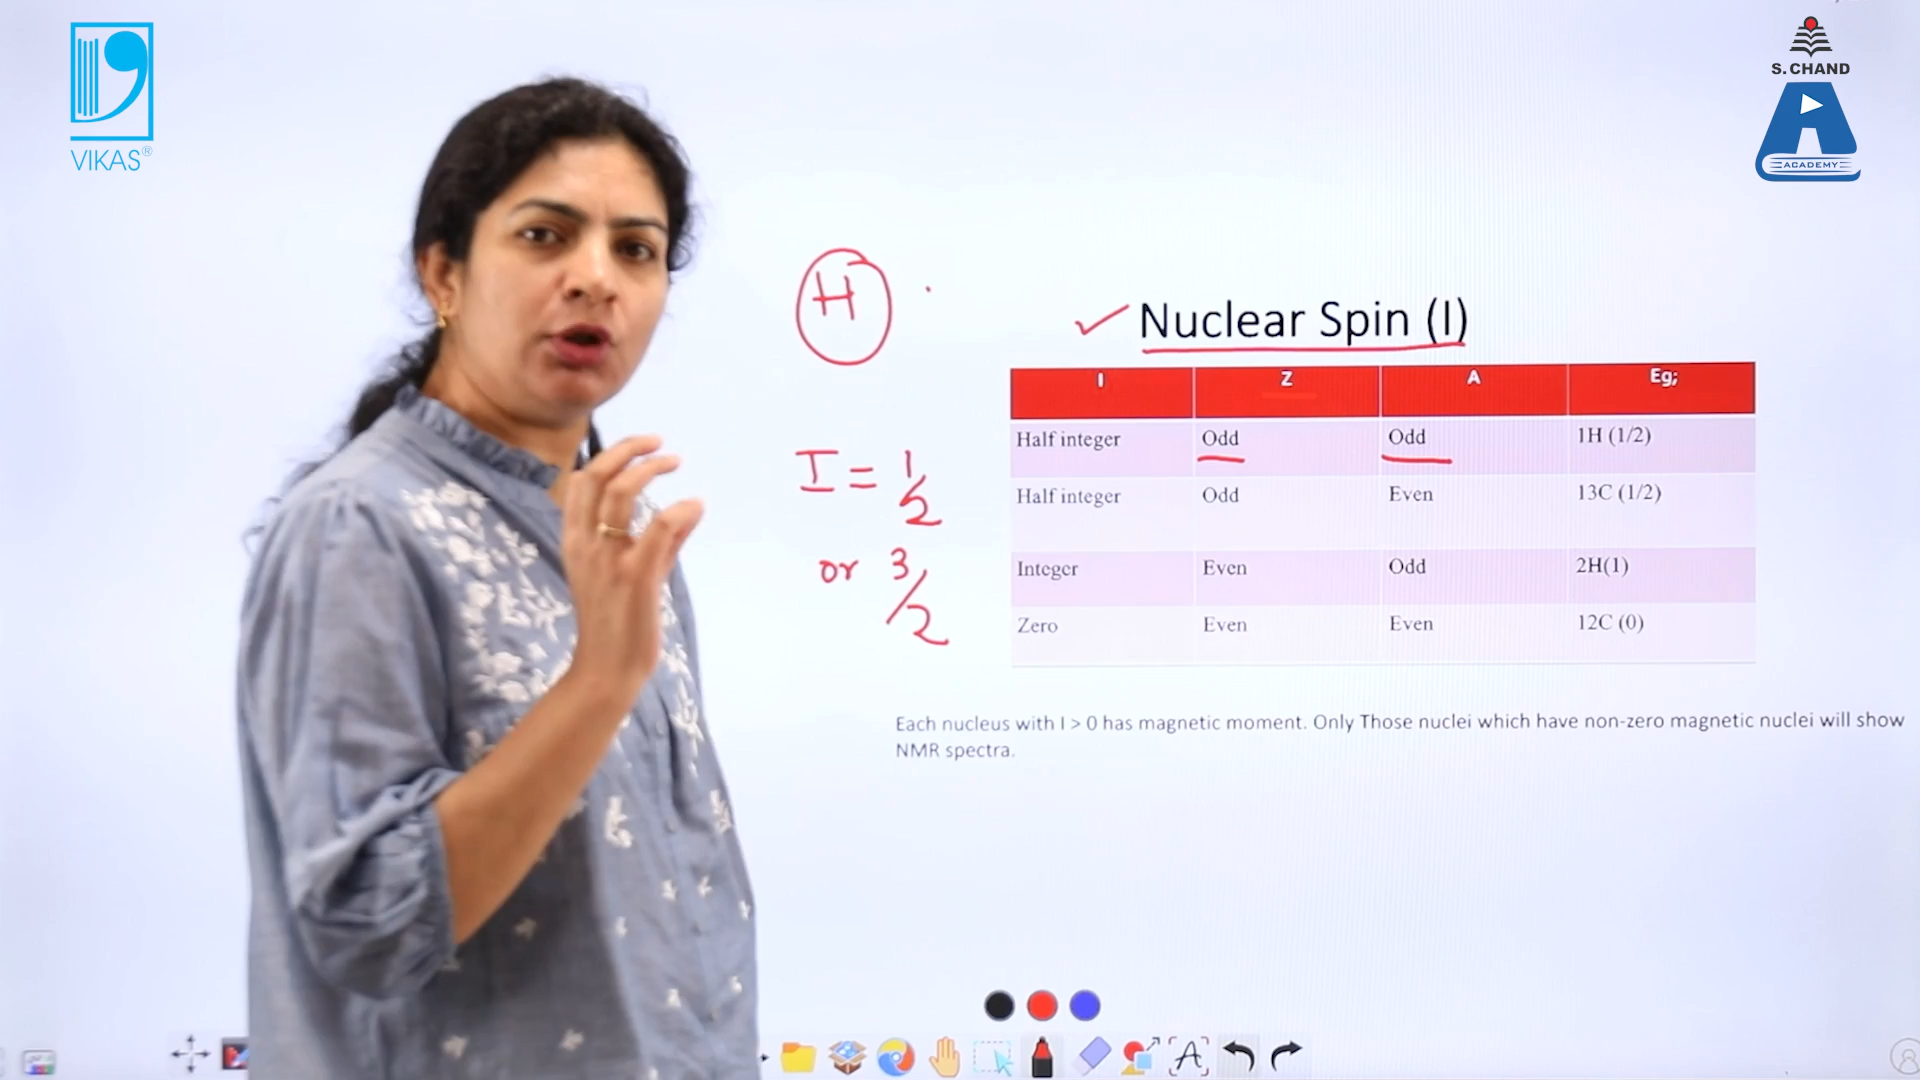 VIKAS®
S. CHAND
ACADEMY
H
✓ Nuclear Spin (I)
I Z A Eg;
Half integer Odd Odd 1H (1/2)
Half integer Odd Even 13C (1/2)
Integer Even Odd 2H(1)
Zero Even Even 12C (0)
I = 1/2
or 3/2
Each nucleus with I > 0 has magnetic moment. Only Those nuclei which have non-zero magnetic nuclei will show
NMR spectra.
A